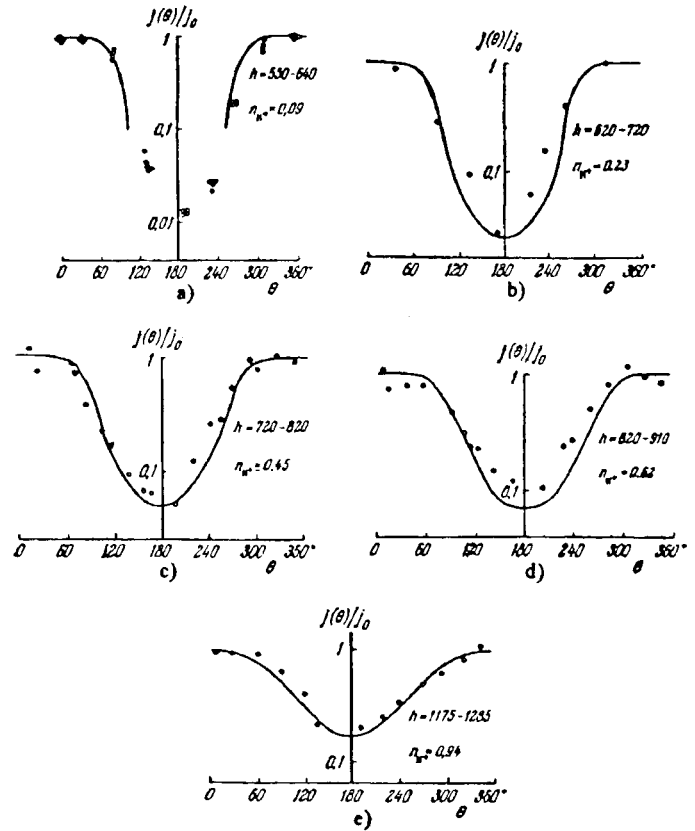 j(θ)/j₀
1
0,1
0,01
h = 530-640
n_H⁺ = 0,09
0 60 120 180 240 300 360°
θ
a)
j(θ)/j₀
1
0,1
h = 620-720
n_H⁺ = 0.23
0 60 120 180 240 300 360°
θ
b)
j(θ)/j₀
1
0,1
h = 720-820
n_H⁺ = 0.45
0 60 120 180 240 300 360°
θ
c)
j(θ)/j₀
1
0,1
h = 820-910
n_H⁺ = 0.62
0 60 120 180 240 300 360°
θ
d)
j(θ)/j₀
1
0,1
h = 1175-1235
n_H⁺ = 0,94
0 60 120 180 240 300 360°
θ
e)